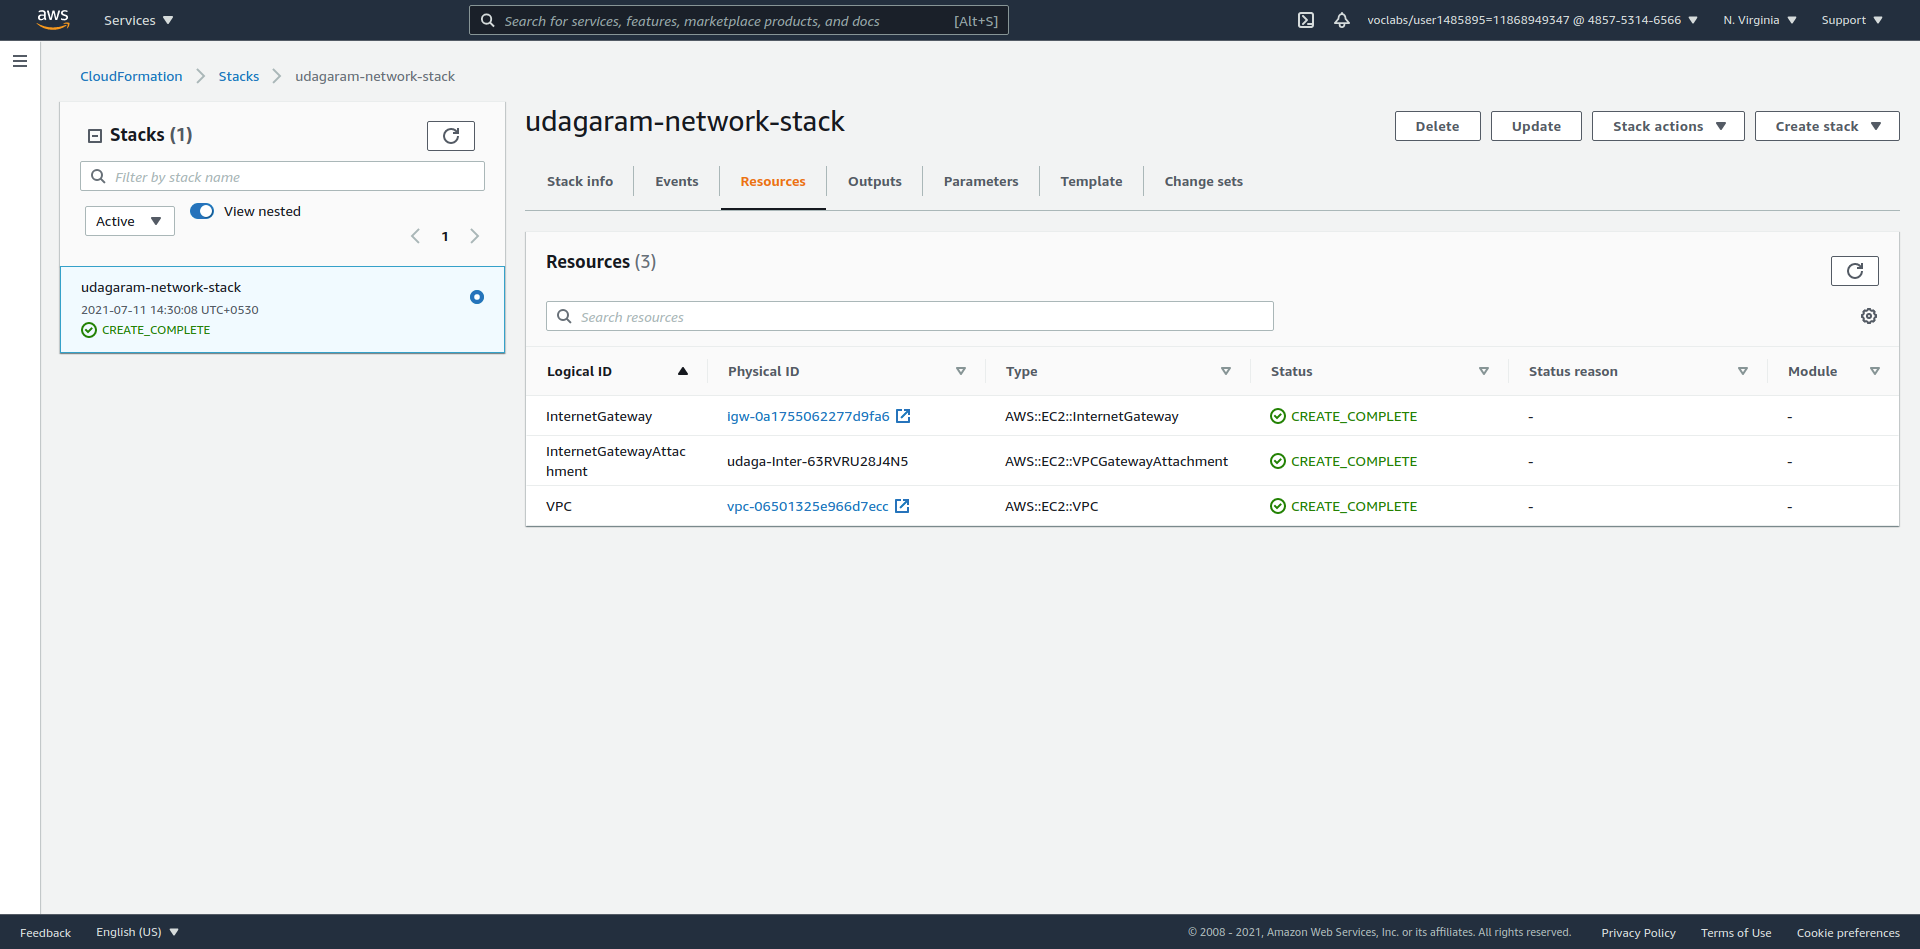 aws Services Search for services, features, marketplace products, and docs [Alt+S] voclabs/user1485895=11868949347 @ 4857-5314-6566 N. Virginia Support
CloudFormation Stacks udagaram-network-stack
Stacks (1)
Filter by stack name
Active View nested
1
udagaram-network-stack
2021-07-11 14:30:08 UTC+0530
CREATE_COMPLETE
udagaram-network-stack
Delete Update Stack actions Create stack
Stack info Events Resources Outputs Parameters Template Change sets
Resources (3)
Search resources
Logical ID Physical ID Type Status Status reason Module
InternetGateway igw-0a1755062277d9fa6 AWS::EC2::InternetGateway CREATE_COMPLETE - -
InternetGatewayAttac
hment udaga-Inter-63RVRU28J4N5 AWS::EC2::VPCGatewayAttachment CREATE_COMPLETE - -
VPC vpc-06501325e966d7ecc AWS::EC2::VPC CREATE_COMPLETE - -
Feedback English (US) © 2008 - 2021, Amazon Web Services, Inc. or its affiliates. All rights reserved. Privacy Policy Terms of Use Cookie preferences